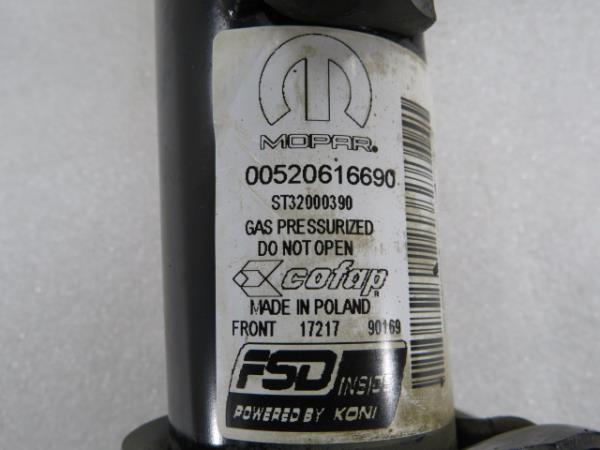 MOPAR®
00520616690
ST32000390
GAS PRESSURIZED
DO NOT OPEN
cofap®
MADE IN POLAND
FRONT 17217 90169
FSD INSIDE
POWERED BY KONI